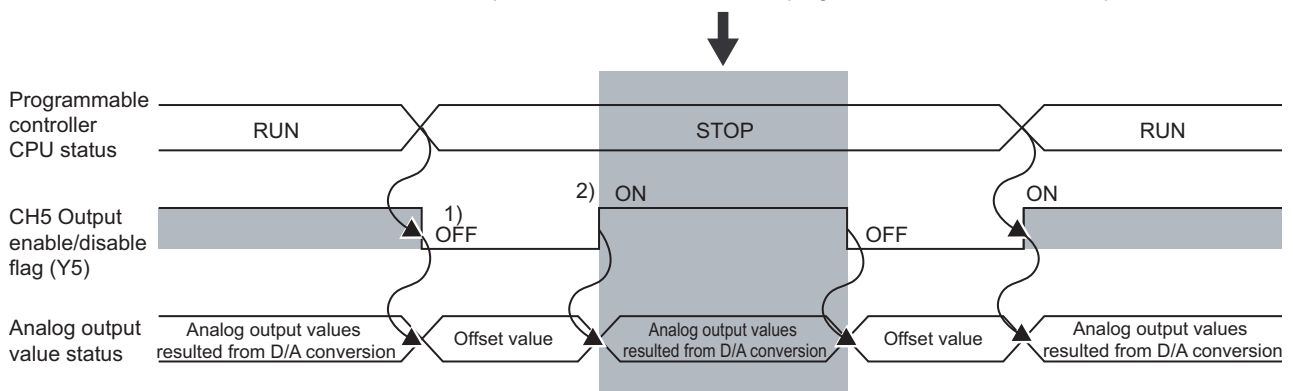 Programmable
controller
CPU status
RUN
STOP
RUN
CH5 Output
enable/disable
flag (Y5)
1)
OFF
2) ON
OFF
ON
Analog output
value status
Analog output values
resulted from D/A conversion
Offset value
Analog output values
resulted from D/A conversion
Offset value
Analog output values
resulted from D/A conversion